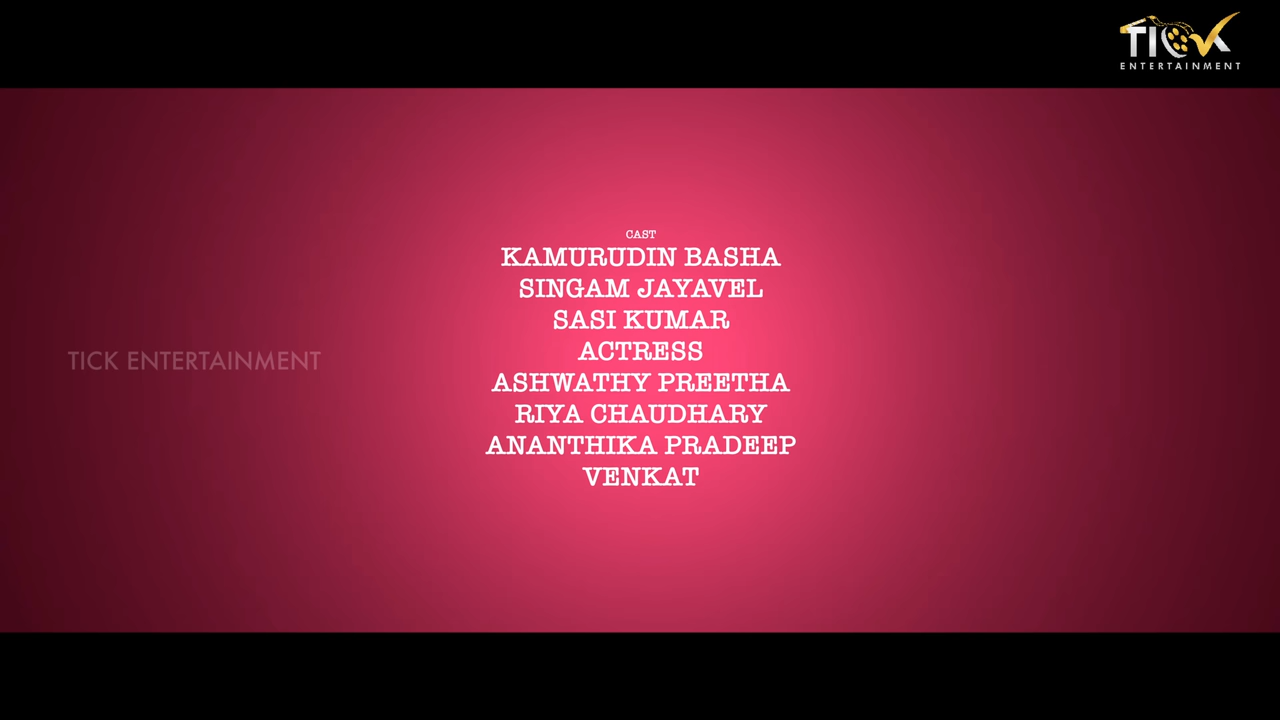 TICK
ENTERTAINMENT
CAST
KAMURUDIN BASHA
SINGAM JAYAVEL
SASI KUMAR
ACTRESS
TICK ENTERTAINMENT
ASHWATHY PREETHA
RIYA CHAUDHARY
ANANTHIKA PRADEEP
VENKAT